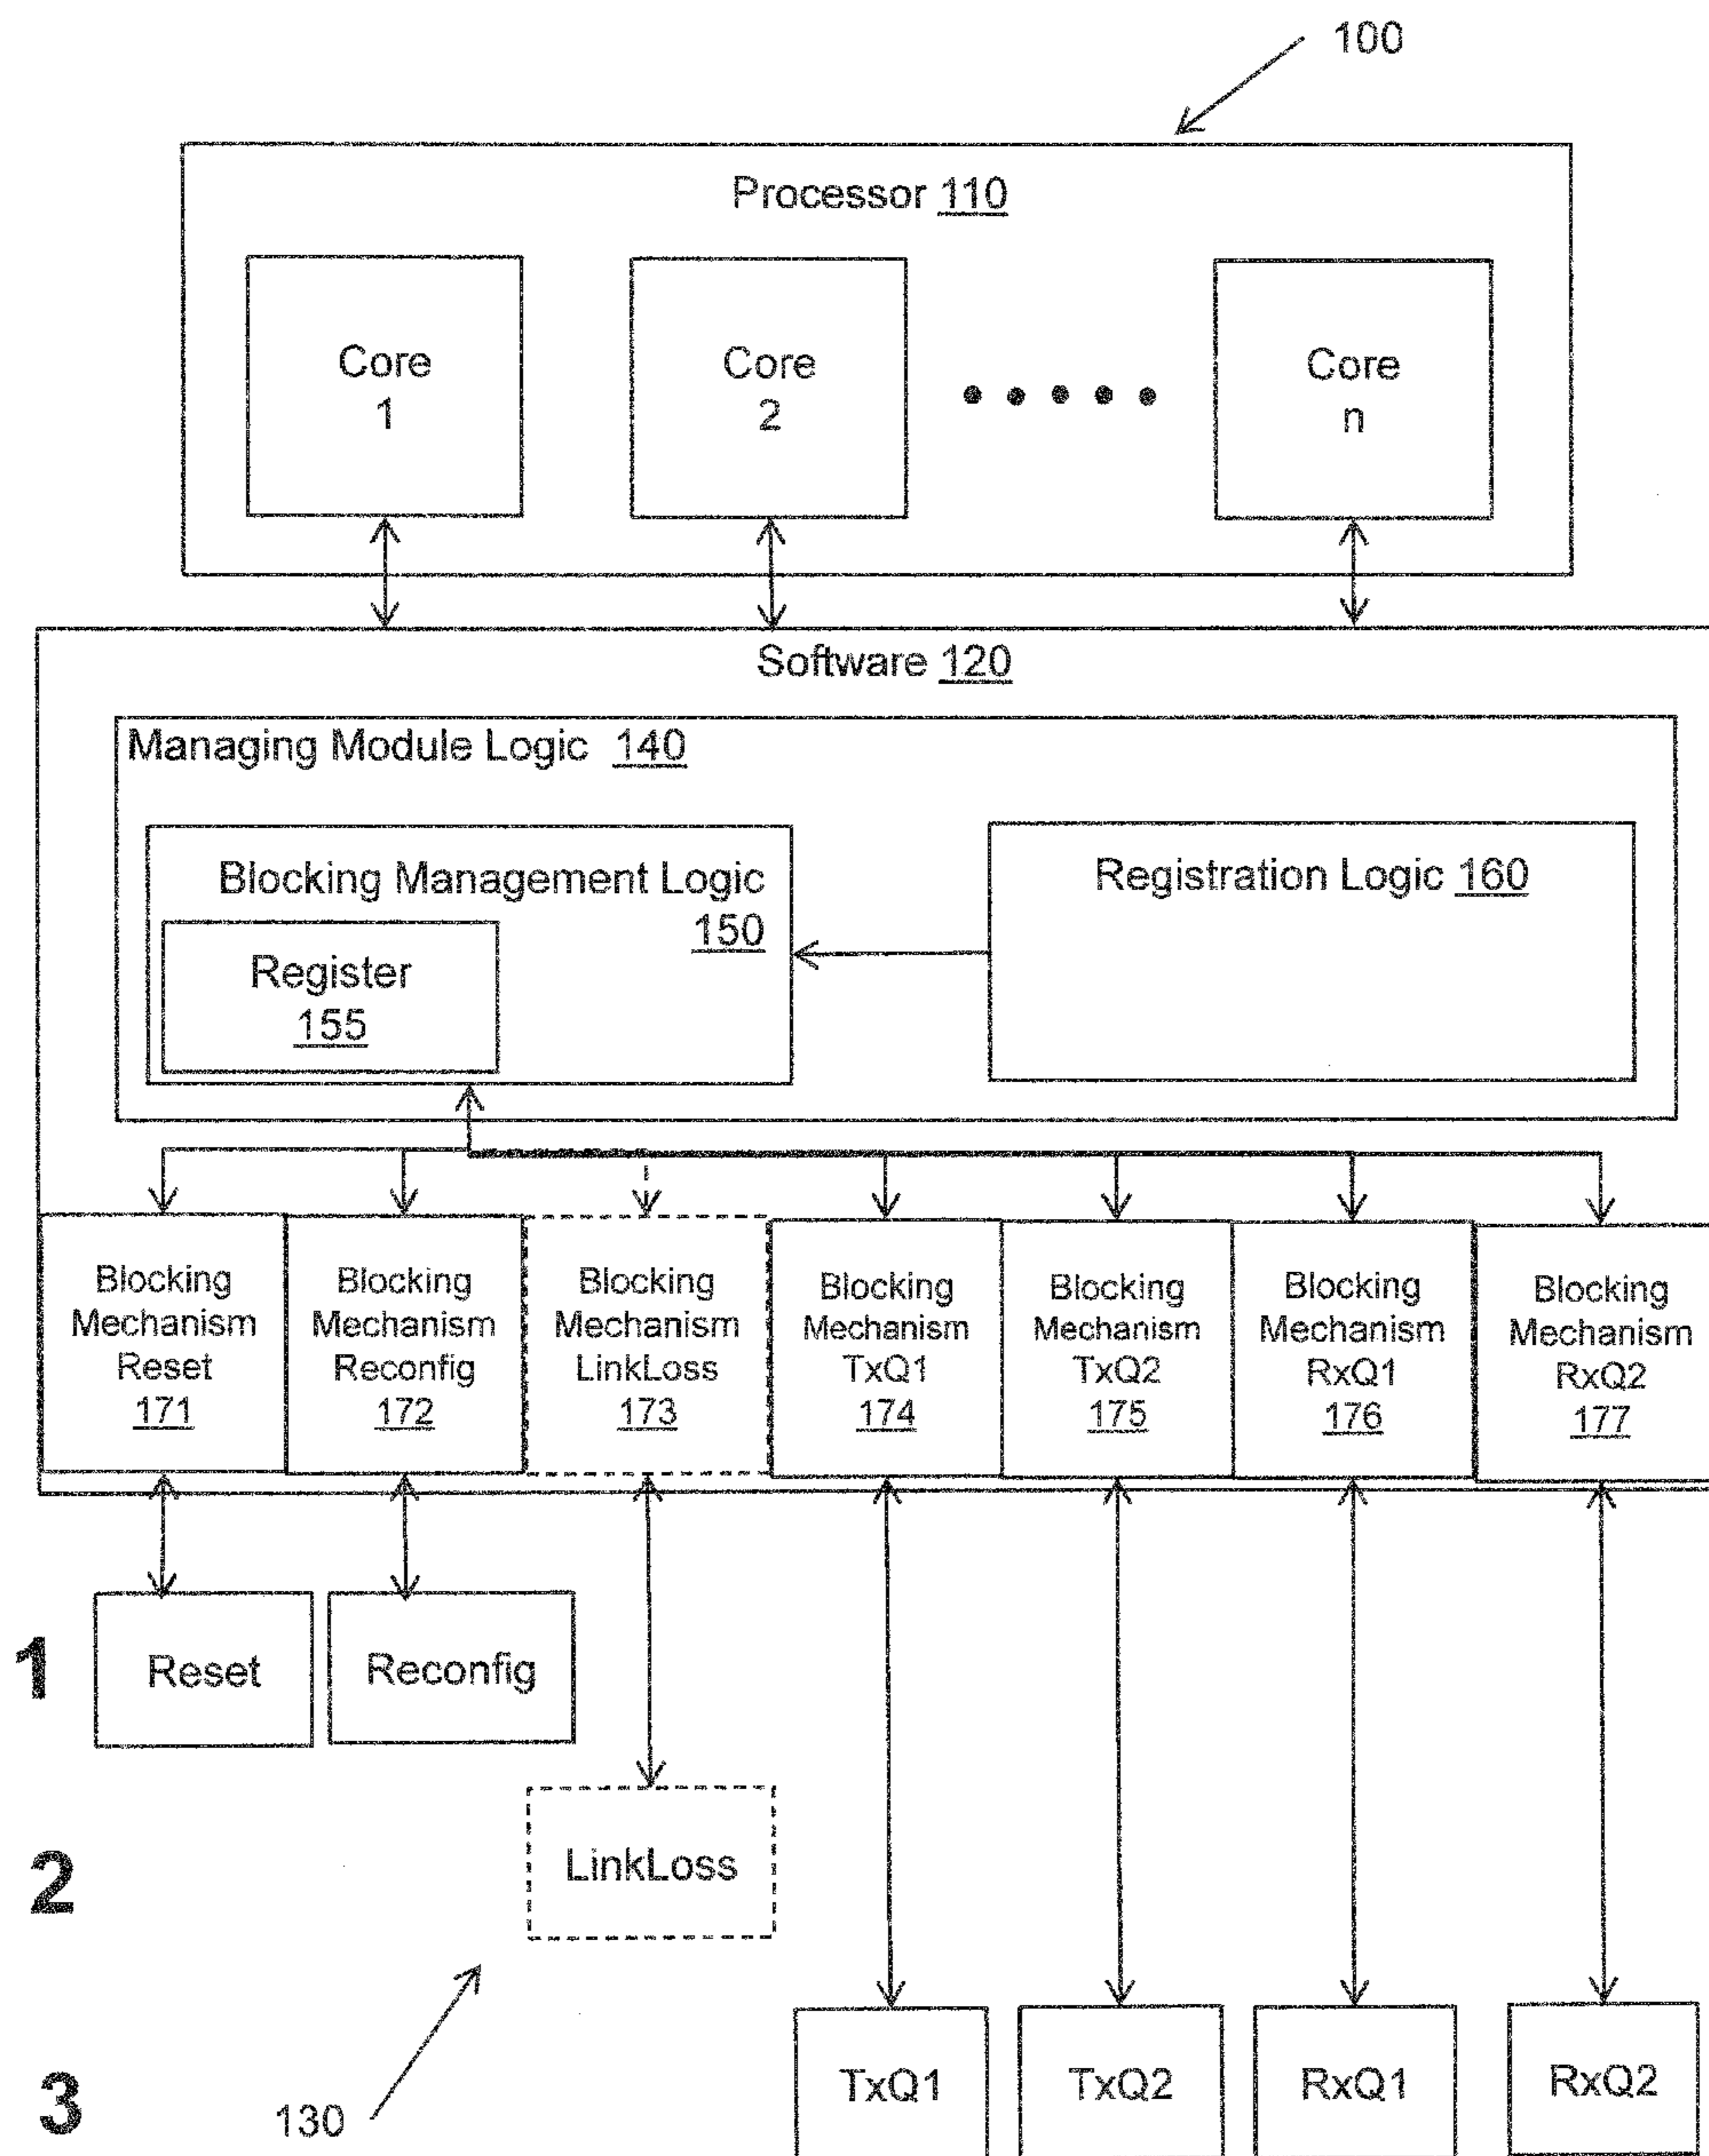 100
Processor 110
Core
1
Core
2
Core
n
Software 120
Managing Module Logic 140
Blocking Management Logic
150
Register
155
Registration Logic 160
Blocking
Mechanism
Reset
171
Blocking
Mechanism
Reconfig
172
Blocking
Mechanism
LinkLoss
173
Blocking
Mechanism
TxQ1
174
Blocking
Mechanism
TxQ2
175
Blocking
Mechanism
RxQ1
176
Blocking
Mechanism
RxQ2
177
1
Reset
Reconfig
2
LinkLoss
3
130
TxQ1
TxQ2
RxQ1
RxQ2